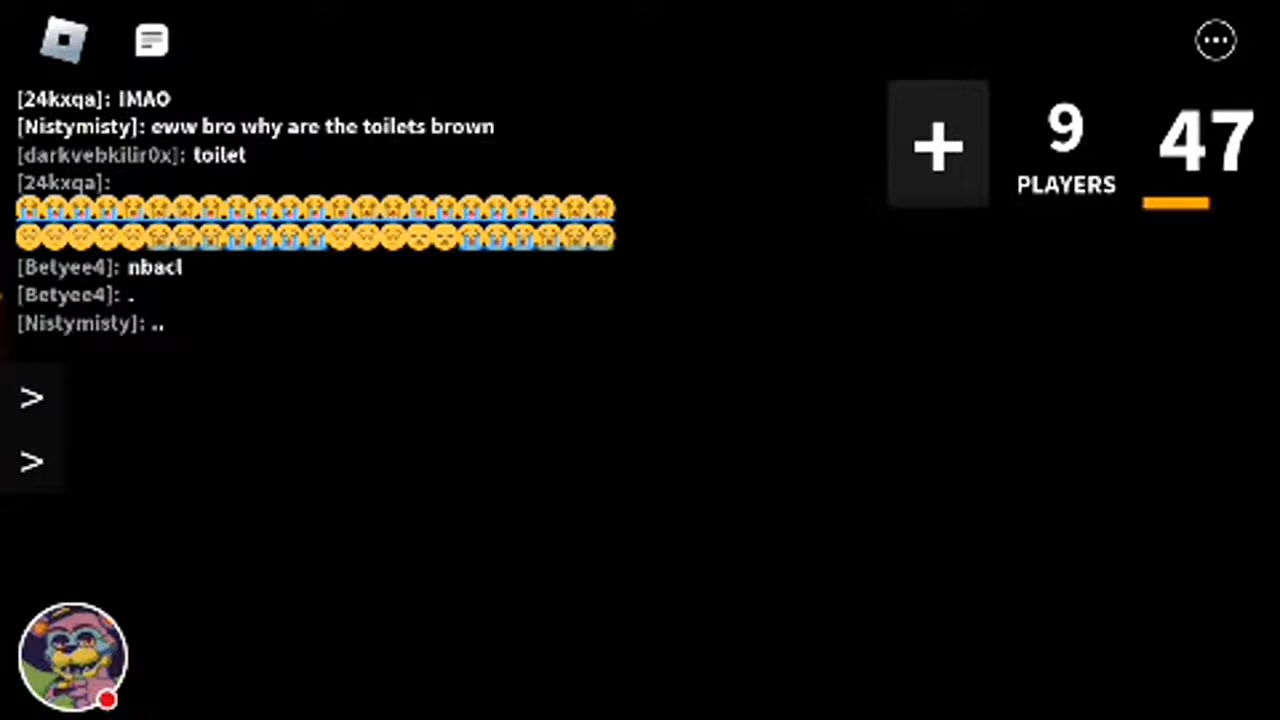 [24kxqa]: lMAO
[Nistymisty]: eww bro why are the toilets brown
[darkvebkilir0x]: toilet
[24kxqa]:
😭😭😭😭😭😭😭😭😭😭😭😭😭😭😭😭😭😭😭😭😭😭😭
[Betyee4]: nbacl
[Betyee4]: .
[Nistymisty]: ..
>
>
+
9
PLAYERS
47